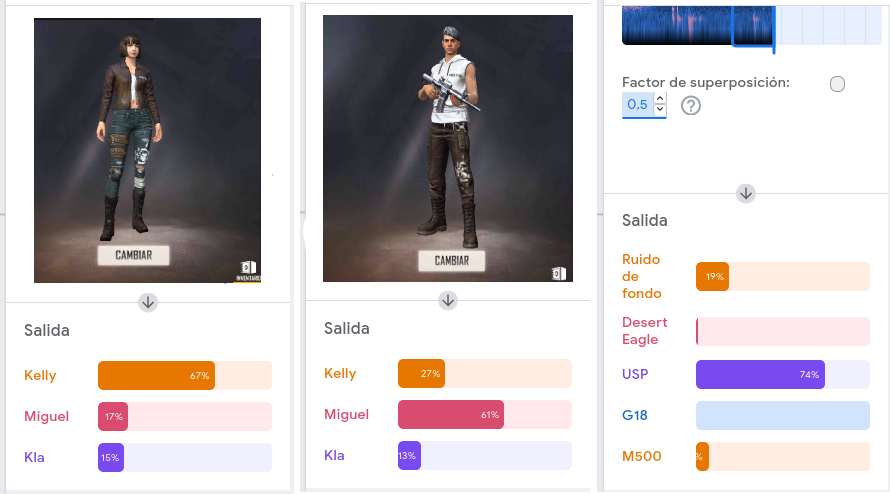 CAMBIAR
INVENTARIO
Salida
Kelly
67%
Miguel
17%
Kla
15%
CAMBIAR
Salida
Kelly
27%
Miguel
61%
Kla
13%
Factor de superposición:
0,5
?
Salida
Ruido
de
fondo
19%
Desert
Eagle
USP
74%
G18
M500
%